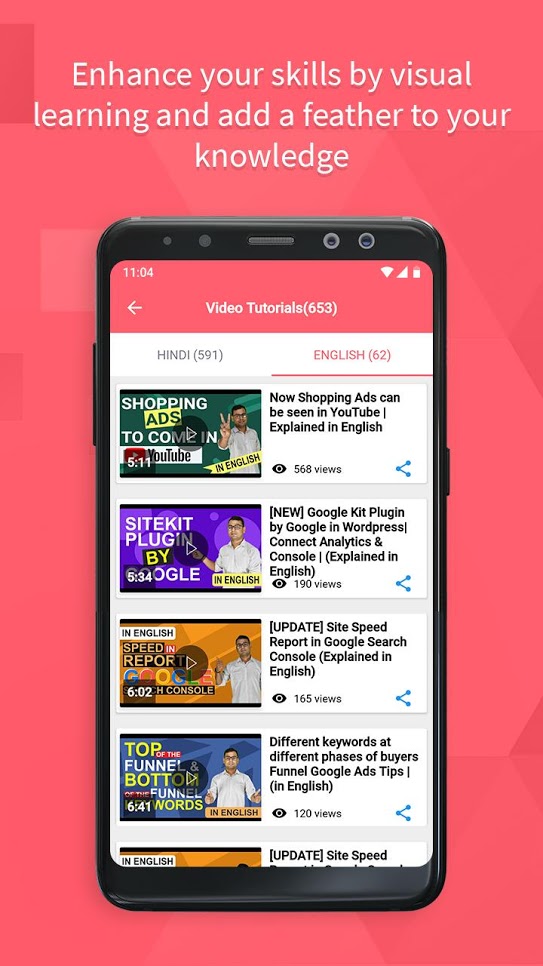 Enhance your skills by visual
learning and add a feather to your
knowledge
11:04
Video Tutorials(653)
HINDI (591)
ENGLISH (62)
SHOPPING
ADS
TO COME IN
YouTube
5:11
IN ENGLISH
Now Shopping Ads can
be seen in YouTube |
Explained in English
568 views
SITEKIT
PLUGIN
BY
GOOGLE
5:34
IN ENGLISH
[NEW] Google Kit Plugin
by Google in Wordpress|
Connect Analytics &
Console | (Explained in
English)
190 views
IN ENGLISH
SPEED IN
REPORT
GOOGLE
SEARCH CONSOLE
6:02
[UPDATE] Site Speed
Report in Google Search
Console (Explained in
English)
165 views
TOP OF THE
FUNNEL &
BOTTOM
OF THE FUNNEL
KEYWORDS
6:41
IN ENGLISH
Different keywords at
different phases of buyers
Funnel Google Ads Tips |
(in English)
120 views
IN ENGLISH
[UPDATE] Site Speed